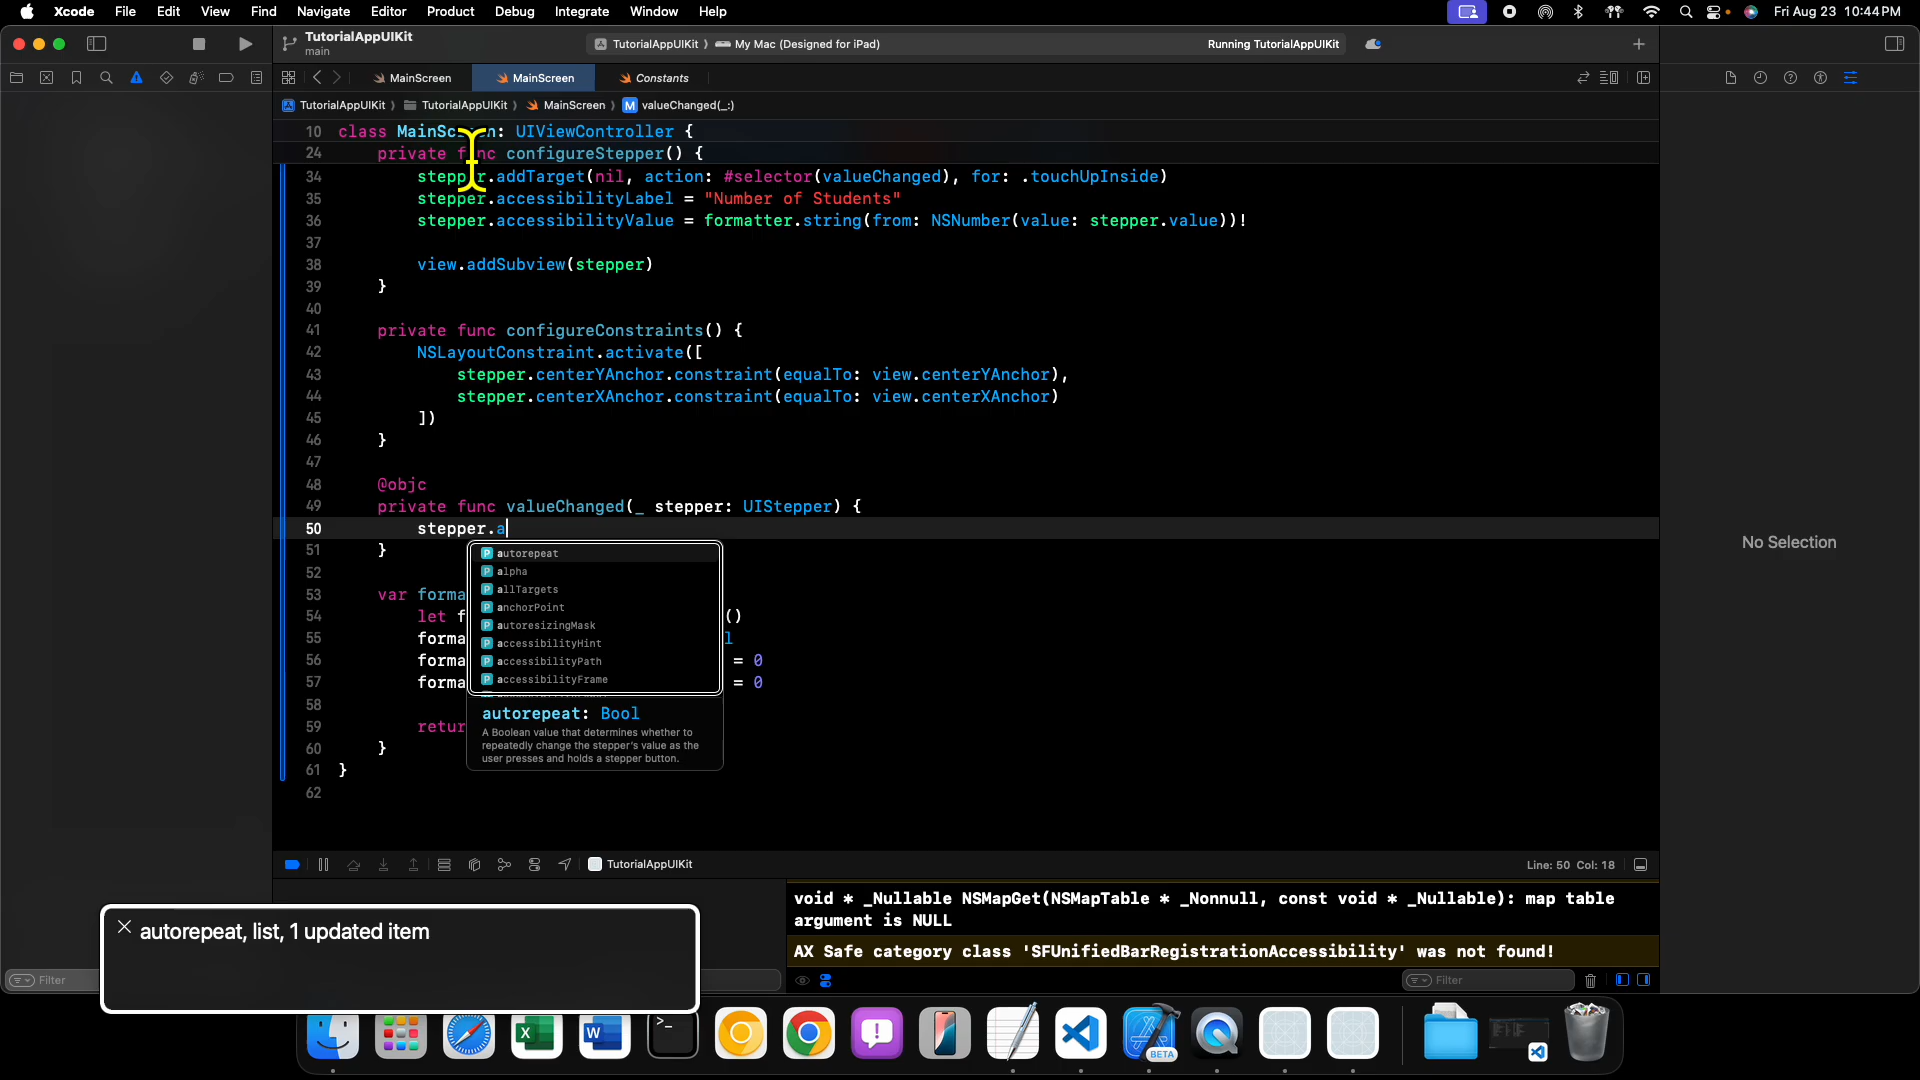 Xcode File Edit View Find Navigate Editor Product Debug Integrate Window Help Fri Aug 23 10:44 PM
TutorialAppUIKit
main
TutorialAppUIKit 〉 My Mac (Designed for iPad)
Running TutorialAppUIKit
MainScreen MainScreen Constants
TutorialAppUIKit 〉 TutorialAppUIKit 〉 MainScreen 〉 M valueChanged(_:)
10 class MainScreen: UIViewController {
24 private func configureStepper() {
34 stepper.addTarget(nil, action: #selector(valueChanged), for: .touchUpInside)
35 stepper.accessibilityLabel = "Number of Students"
36 stepper.accessibilityValue = formatter.string(from: NSNumber(value: stepper.value))!
37
38 view.addSubview(stepper)
39 }
40
41 private func configureConstraints() {
42 NSLayoutConstraint.activate([
43 stepper.centerYAnchor.constraint(equalTo: view.centerYAnchor),
44 stepper.centerXAnchor.constraint(equalTo: view.centerXAnchor)
45 ])
46 }
47
48 @objc
49 private func valueChanged(_ stepper: UIStepper) {
50 stepper.a
51 }
52
53 var forma
54 let f ()
55 forma l
56 forma = 0
57 forma = 0
58
59 retur
60 }
61 }
62
P autorepeat
P alpha
P allTargets
P anchorPoint
P autoresizingMask
P accessibilityHint
P accessibilityPath
P accessibilityFrame
autorepeat: Bool
A Boolean value that determines whether to
repeatedly change the stepper's value as the
user presses and holds a stepper button.
No Selection
TutorialAppUIKit
Line: 50 Col: 18
void * _Nullable NSMapGet(NSMapTable * _Nonnull, const void * _Nullable): map table
argument is NULL
AX Safe category class 'SFUnifiedBarRegistrationAccessibility' was not found!
Filter
Filter
autorepeat, list, 1 updated item
BETA